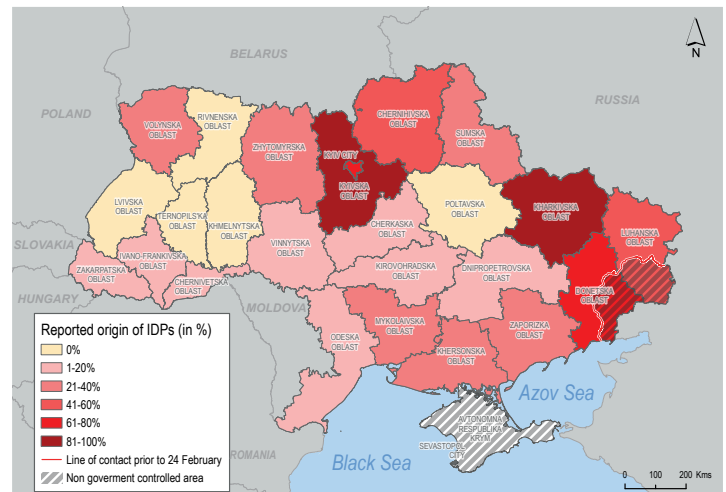 BELARUS
N
POLAND
RUSSIA
VOLYNSKA
OBLAST
RIVNENSKA
OBLAST
CHERNIHIVSKA
OBLAST
SUMSKA
OBLAST
ZHYTOMYRSKA
OBLAST
KYIV CITY
KYIVSKA
OBLAST
LVIVSKA
OBLAST
TERNOPILSKA
OBLAST
KHMELNYTSKA
OBLAST
POLTAVSKA
OBLAST
KHARKIVSKA
OBLAST
LUHANSKA
OBLAST
CHERKASKA
OBLAST
VINNYTSKA
OBLAST
SLOVAKIA
IVANO-FRANKIVSKA
OBLAST
ZAKARPATSKA
OBLAST
CHERNIVETSKA
OBLAST
KIROVOHRADSKA
OBLAST
DNIPROPETROVSKA
OBLAST
DONETSKA
OBLAST
HUNGARY
MOLDOVA
MYKOLAIVSKA
OBLAST
ZAPORIZKA
OBLAST
ODESKA
OBLAST
KHERSONSKA
OBLAST
Azov Sea
AVTONOMNA
RESPUBLIKA
KRYM
SEVASTOPOL
CITY
Black Sea
ROMANIA
Reported origin of IDPs (in %)
0%
1-20%
21-40%
41-60%
61-80%
81-100%
Line of contact prior to 24 February
Non goverment controlled area
0 100 200 Kms